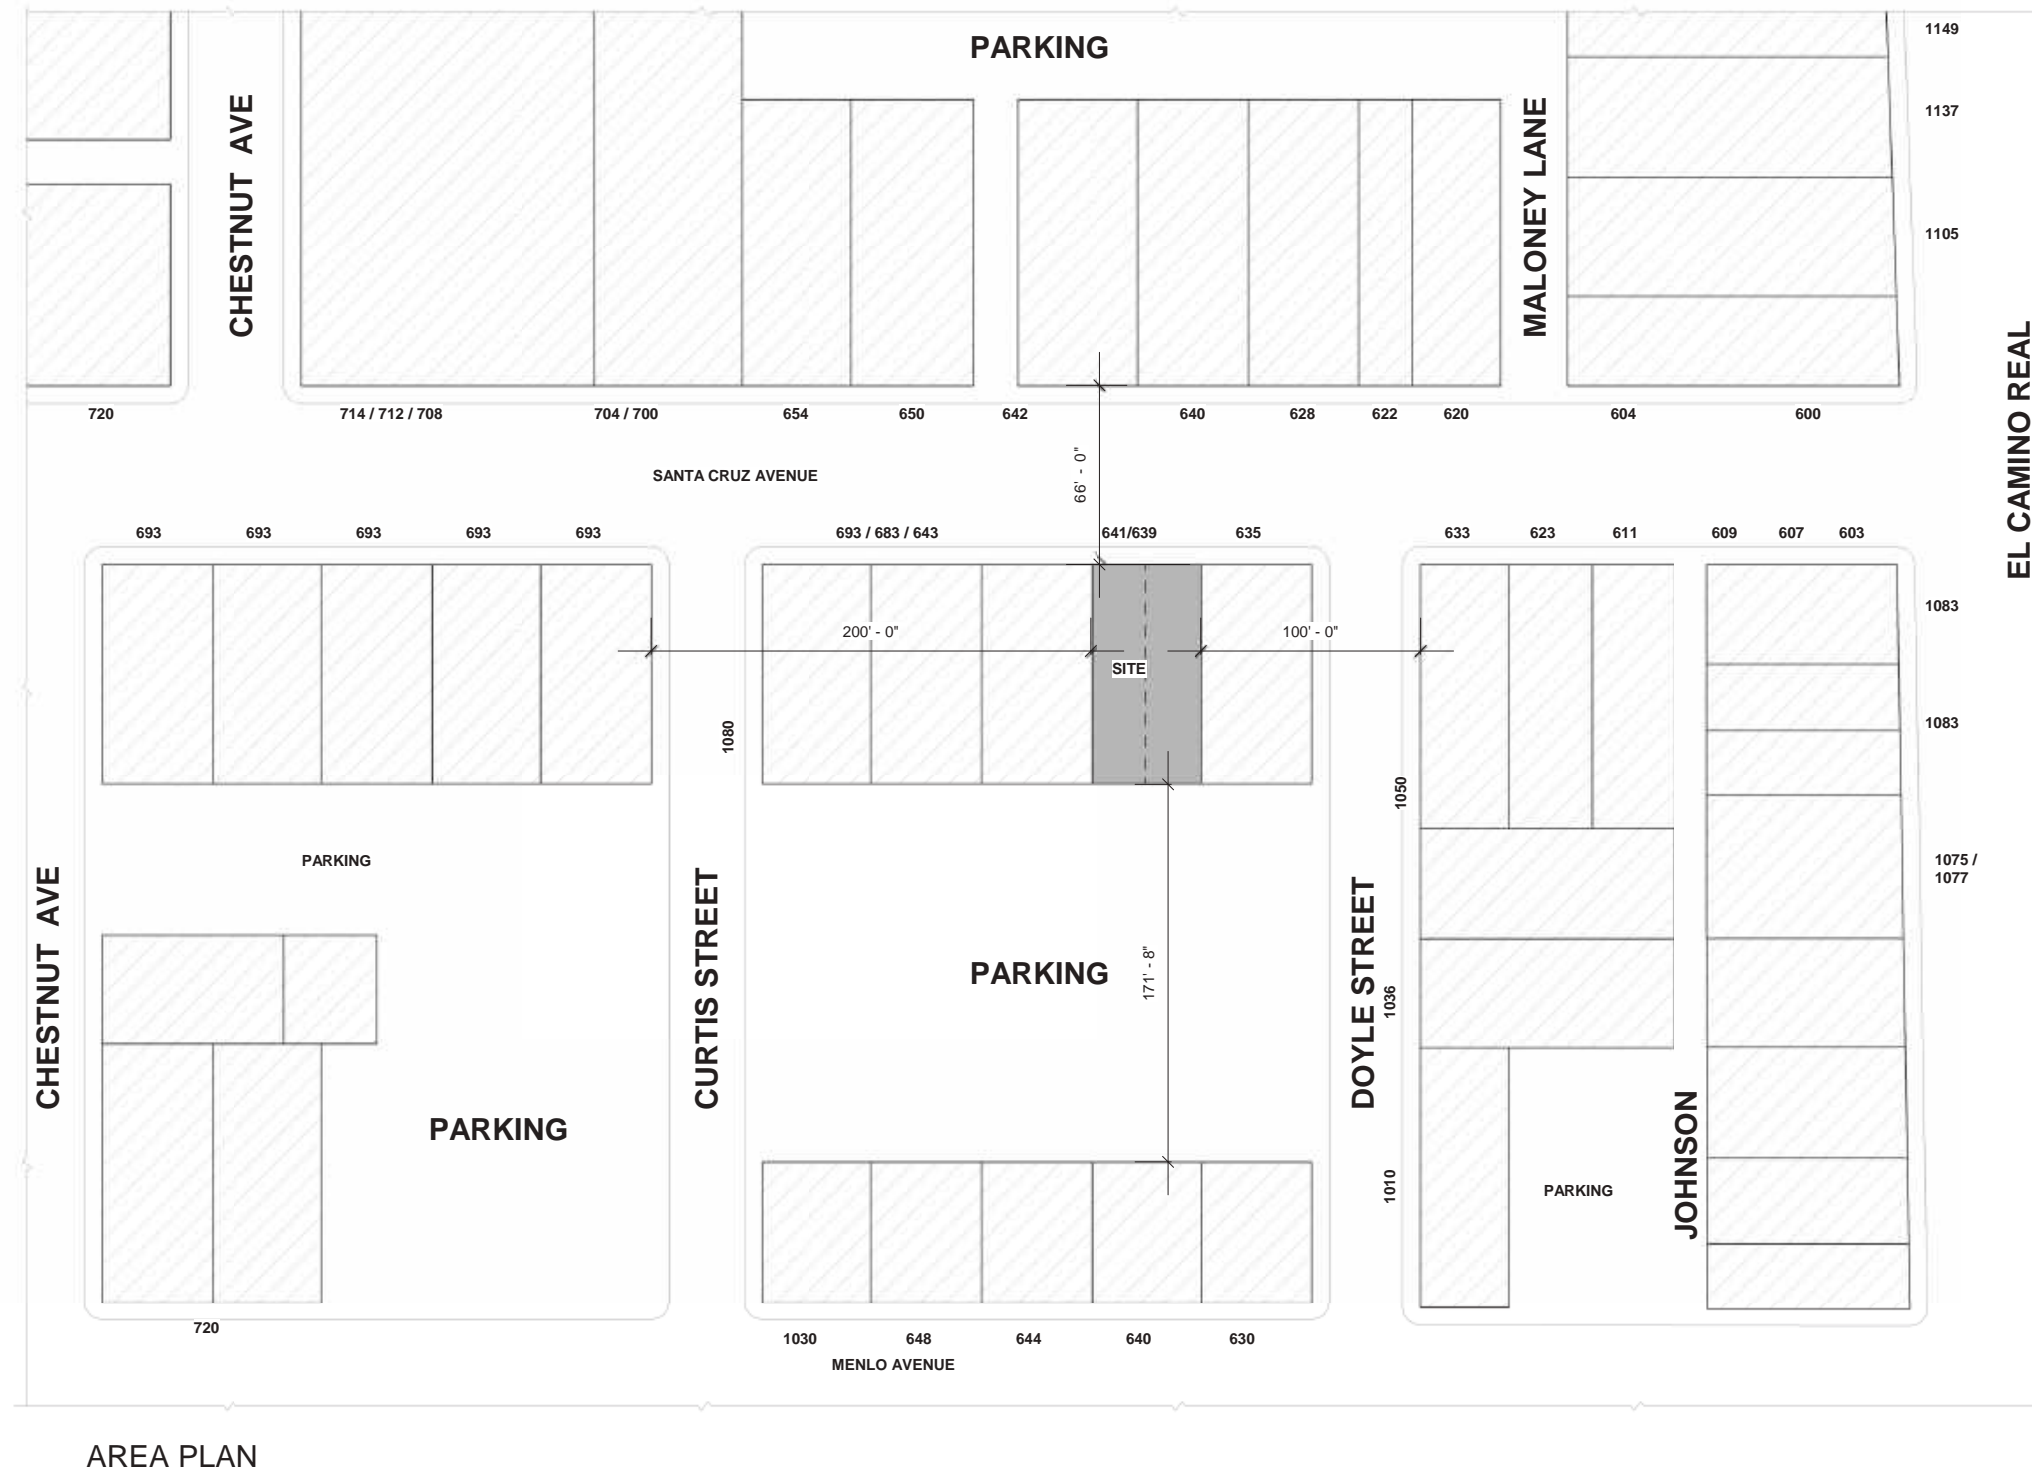 PARKING
1149
1137
1105
CHESTNUT AVE
MALONEY LANE
EL CAMINO REAL
720
714 / 712 / 708
704 / 700
654
650
642
640
628
622
620
604
600
66' - 0"
SANTA CRUZ AVENUE
693
693
693
693
693
693 / 683 / 643
641/639
635
633
623
611
609
607
603
200' - 0"
100' - 0"
SITE
1083
1083
1080
1050
PARKING
1075 /
1077
CHESTNUT AVE
CURTIS STREET
PARKING
171' - 8"
DOYLE STREET
1036
PARKING
1010
PARKING
JOHNSON
720
1030
648
644
640
630
MENLO AVENUE
AREA PLAN